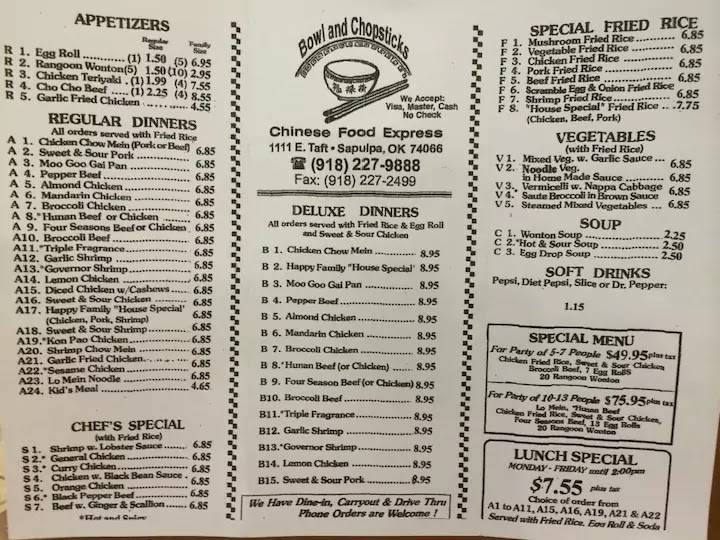 APPETIZERS
Regular Size Family Size
R 1. Egg Roll (1) 1.50 (5) 6.95
R 2. Rangoon Wonton(5) 1.50 (10) 2.95
R 3. Chicken Teriyaki (1) 1.99 (4) 7.55
R 4. Cho Cho Beef (1) 2.25 (4) 8.55
R 5. Garlic Fried Chicken 4.55
REGULAR DINNERS
All orders served with Fried Rice
A 1. Chicken Chow Mein (Pork or Beef) 6.85
A 2. Sweet & Sour Pork 6.85
A 3. Moo Goo Gai Pan 6.85
A 4. Pepper Beef 6.85
A 5. Almond Chicken 6.85
A 6. Mandarin Chicken 6.85
A 7. Broccoli Chicken 6.85
A 8.*Hunan Beef or Chicken 6.85
A 9. Four Seasons Beef or Chicken 6.85
A10. Broccoli Beef 6.85
A11.*Triple Fragrance 6.85
A12. Garlic Shrimp 6.85
A13.*Governor Shrimp 6.85
A14. Lemon Chicken 6.85
A15. Diced Chicken w/Cashews 6.85
A16. Sweet & Sour Chicken 6.85
A17. Happy Family "House Special" 6.85
(Chicken, Pork, Shrimp)
A18. Sweet & Sour Shrimp 6.85
A19.*Kon Pao Chicken 6.85
A20. Shrimp Chow Mein 6.85
A21. Garlic Fried Chicken 6.85
A22.*Sesame Chicken 6.85
A23. Lo Mein Noodle 6.85
A24. Kid's Meal 4.65
CHEF'S SPECIAL
(with Fried Rice)
S 1. Shrimp w. Lobster Sauce 6.85
S 2.* General Chicken 6.85
S 3.* Curry Chicken 6.85
S 4. Chicken w. Black Bean Sauce 6.85
S 5. Orange Chicken 6.85
S 6.* Black Pepper Beef 6.85
S 7. Beef w. Ginger & Scallion 6.85
*Hot and Spicy
Bowl and Chopsticks
We Accept:
Visa, Master, Cash
No Check
Chinese Food Express
1111 E. Taft • Sapulpa, OK 74066
☎ (918) 227-9888
Fax: (918) 227-2499
DELUXE DINNERS
All orders served with Fried Rice & Egg Roll
and Sweet & Sour Chicken
B 1. Chicken Chow Mein 8.95
B 2. Happy Family "House Special" 8.95
B 3. Moo Goo Gai Pan 8.95
B 4. Pepper Beef 8.95
B 5. Almond Chicken 8.95
B 6. Mandarin Chicken 8.95
B 7. Broccoli Chicken 8.95
B 8.*Hunan Beef (or Chicken) 8.95
B 9. Four Season Beef (or Chicken) 8.95
B10. Broccoli Beef 8.95
B11.*Triple Fragrance 8.95
B12. Garlic Shrimp 8.95
B13.*Governor Shrimp 8.95
B14. Lemon Chicken 8.95
B15. Sweet & Sour Pork 8.95
We Have Dine-in, Carryout & Drive Thru
Phone Orders are Welcome !
SPECIAL FRIED RICE
F 1. Mushroom Fried Rice 6.85
F 2. Vegetable Fried Rice 6.85
F 3. Chicken Fried Rice 6.85
F 4. Pork Fried Rice 6.85
F 5. Beef Fried Rice 6.85
F 6. Scramble Egg & Onion Fried Rice 6.85
F 7. Shrimp Fried Rice 6.85
F 8. "House Special" Fried Rice 7.75
(Chicken, Beef, Pork)
VEGETABLES
(with Fried Rice)
V 1. Mixed Veg. w. Garlic Sauce 6.85
V 2. Noodle Veg.
in Home Made Sauce 6.85
V 3. Vermicelli w. Nappa Cabbage 6.85
V 4. Saute Broccoli in Brown Sauce 6.85
V 5. Steamed Mixed Vegetables 6.85
SOUP
C 1. Wonton Soup 2.25
C 2.*Hot & Sour Soup 2.50
C 3. Egg Drop Soup 2.50
SOFT DRINKS
Pepsi, Diet Pepsi, Slice or Dr. Pepper:
1.15
SPECIAL MENU
For Party of 5-7 People $49.95 plus tax
Chicken Fried Rice, Sweet & Sour Chicken
Broccoli Beef, 7 Egg Rolls
20 Rangoon Wonton
For Party of 10-13 People $75.95 plus tax
Lo Mein, *Hunan Beef
Chicken Fried Rice, Sweet & Sour Chicken,
Four Seasons Beef, 13 Egg Rolls
20 Rangoon Wonton
LUNCH SPECIAL
MONDAY - FRIDAY until 2:00pm
$7.55 plus tax
Choice of order from
A1 to A11, A15, A16, A19, A21 & A22
Served with Fried Rice, Egg Roll & Soda